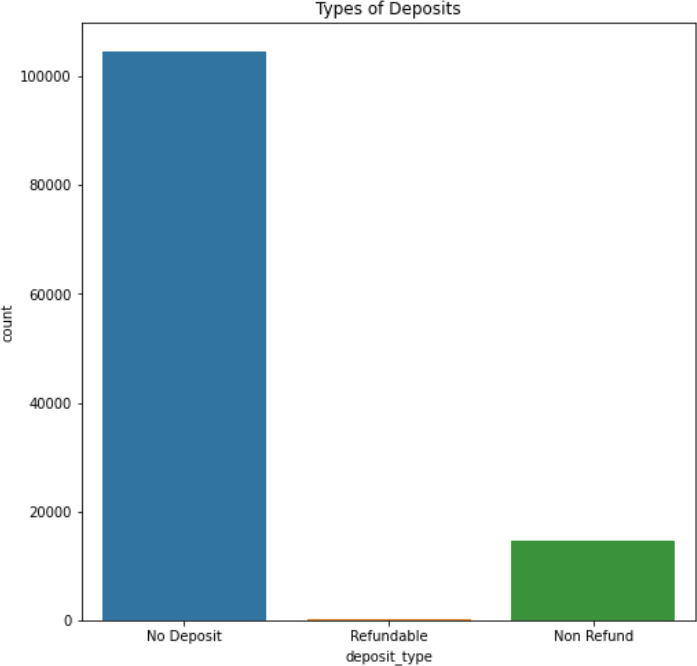 Types of Deposits
100000
80000
60000
40000
20000
0
count
No Deposit
Refundable
Non Refund
deposit_type